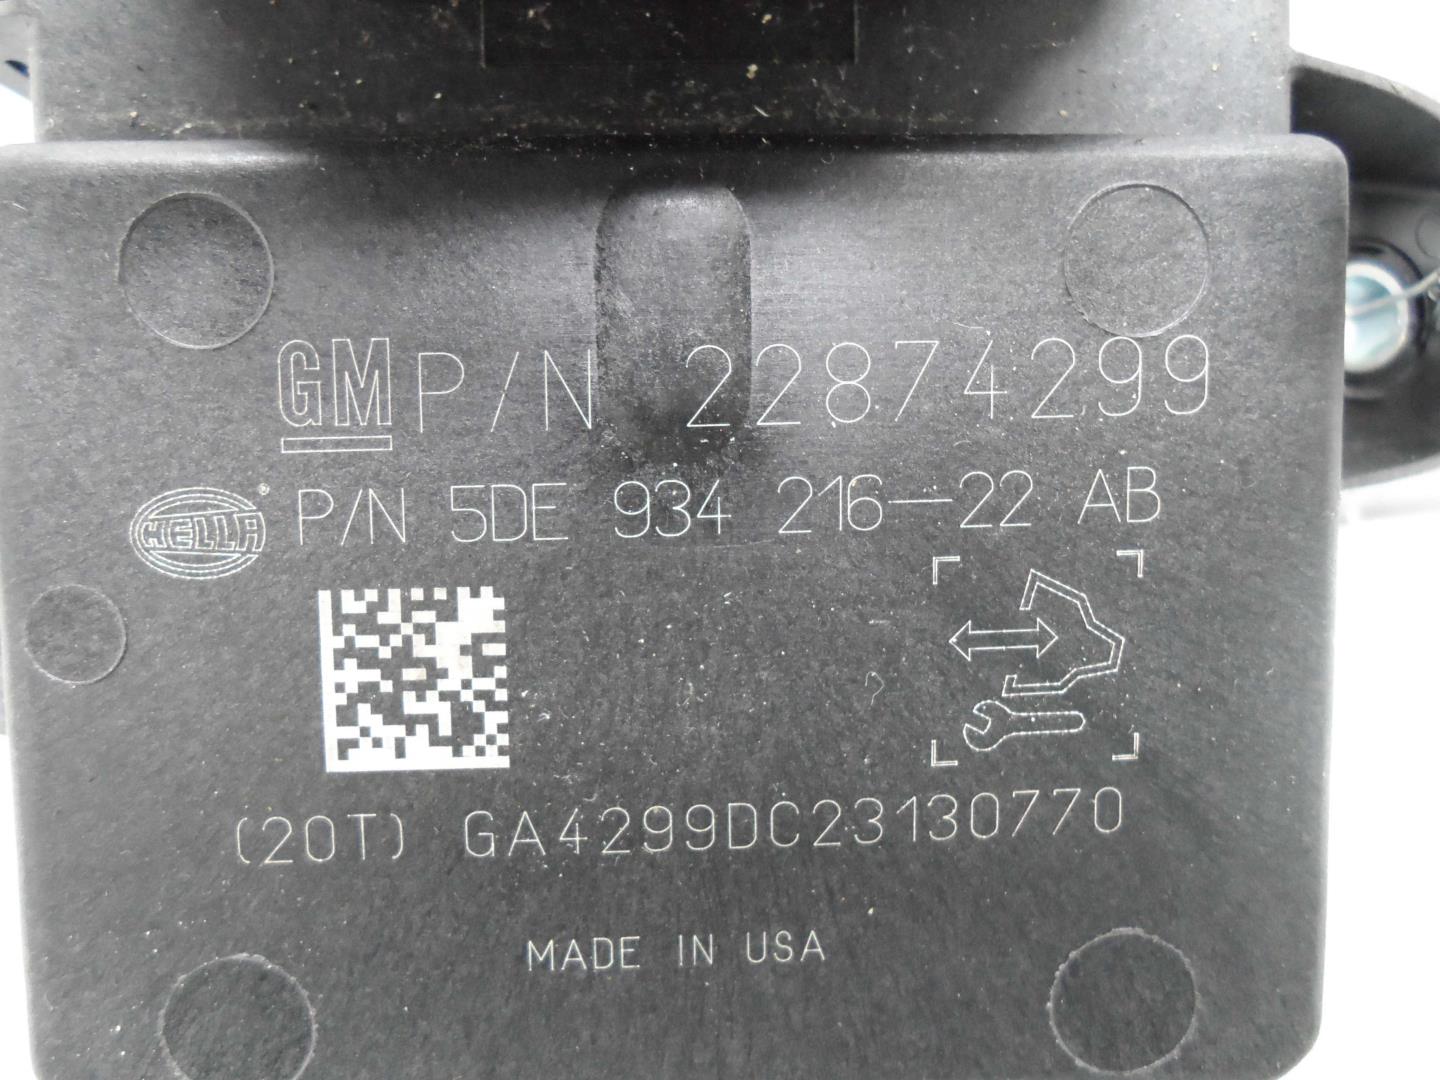 GM P/N 22874299
HELLA® P/N 5DE 934 216-22 AB
(20T) GA4299DC23130770
MADE IN USA